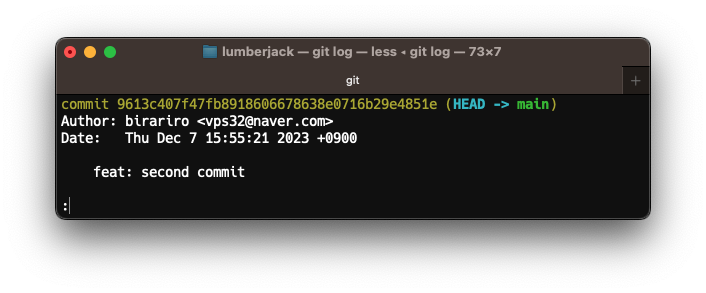 lumberjack — git log — less ◂ git log — 73×7
git
+
commit 9613c407f47fb8918606678638e0716b29e4851e (HEAD -> main)
Author: birariro <vps32@naver.com>
Date:   Thu Dec 7 15:55:21 2023 +0900
feat: second commit
: